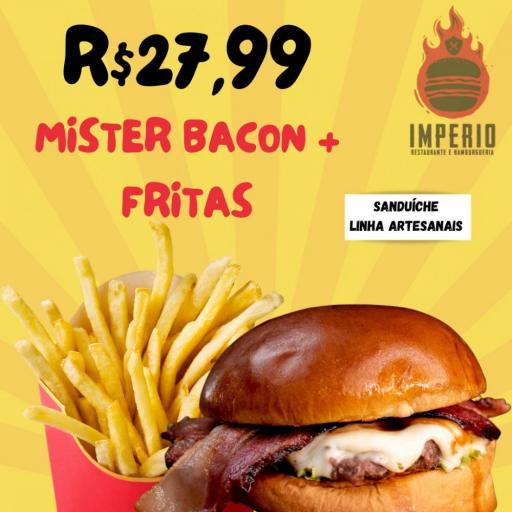 R$27,99
MISTER BACON +
FRITAS
IMPERIO
RESTAURANTE E HAMBURGUERIA
SANDUÍCHE
LINHA ARTESANAIS